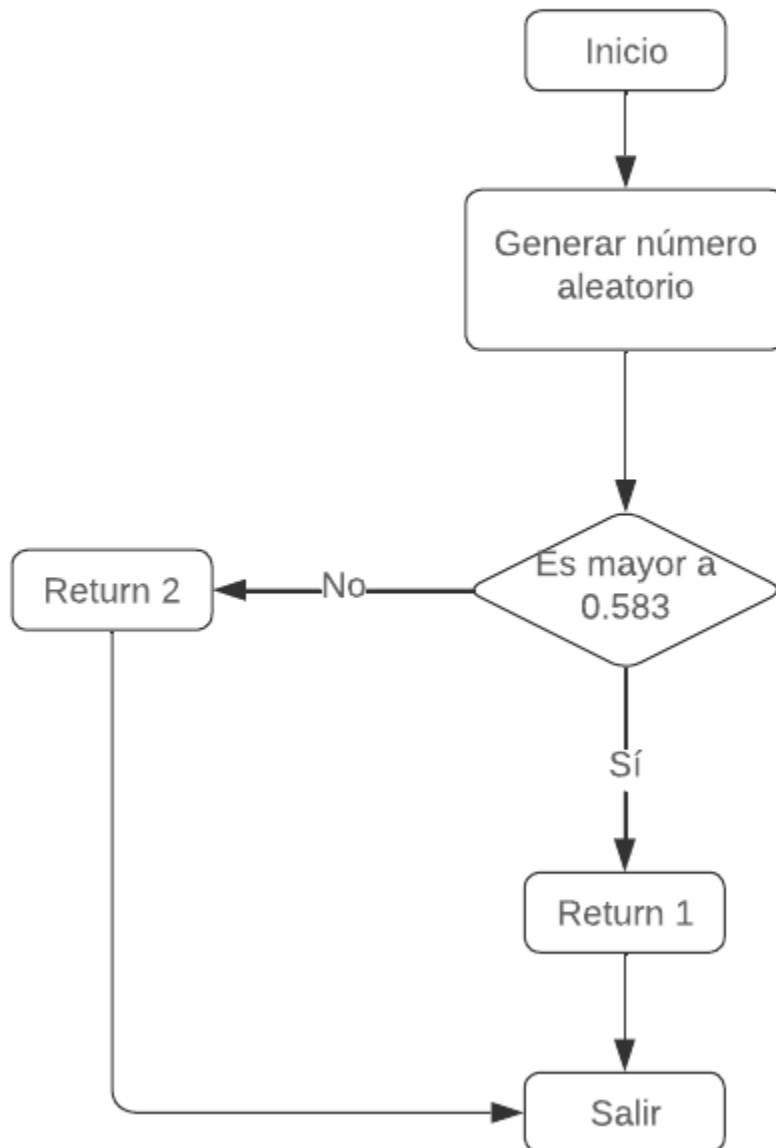 Inicio
Generar número
aleatorio
Es mayor a
0.583
No
Return 2
Sí
Return 1
Salir